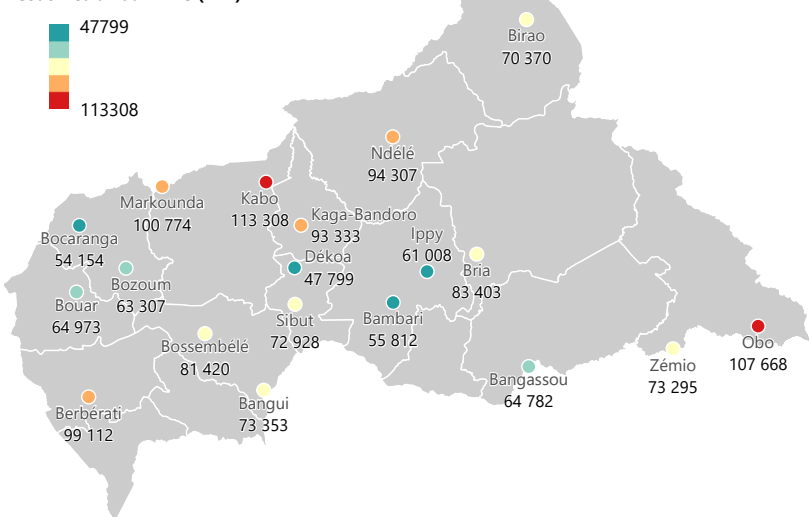 47799
113308
Birao
70 370
Ndélé
94 307
Markounda
100 774
Kabo
113 308
Kaga-Bandoro
93 333
Bocaranga
54 154
Ippy
61 008
Dékoa
47 799
Bria
83 403
Bozoum
63 307
Bouar
64 973
Sibut
72 928
Bambari
55 812
Bossembélé
81 420
Obo
107 668
Zémio
73 295
Bangassou
64 782
Bangui
73 353
Berbérati
99 112